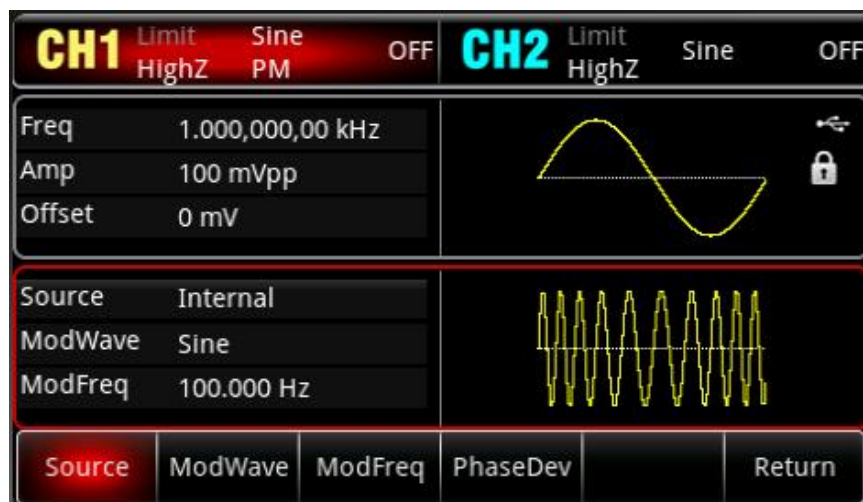 CH1 Limit Sine OFF CH2 Limit Sine OFF
HighZ PM HighZ
Freq 1.000,000,00 kHz
Amp 100 mVpp
Offset 0 mV
Source Internal
ModWave Sine
ModFreq 100.000 Hz
Source ModWave ModFreq PhaseDev Return